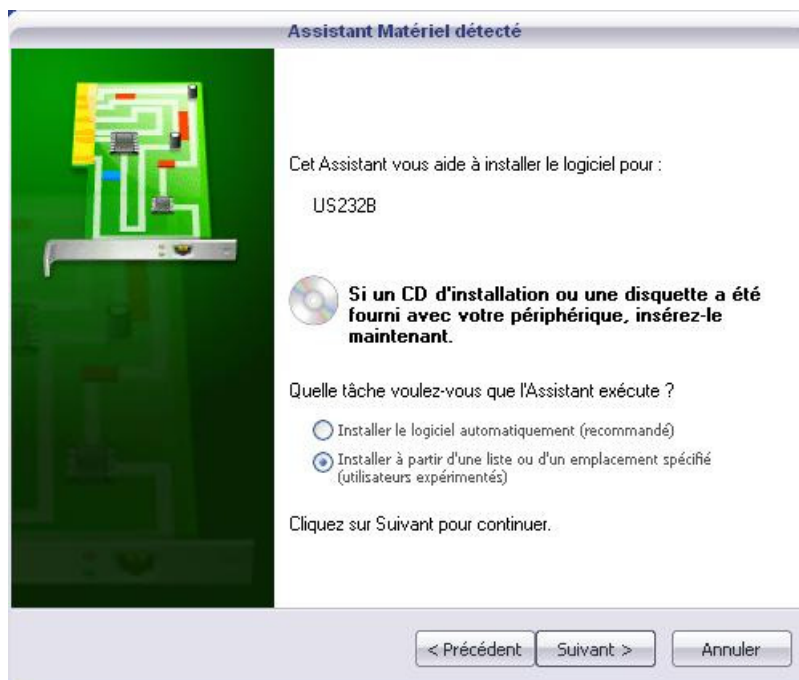 Assistant Matériel détecté
Cet Assistant vous aide à installer le logiciel pour :
US232B
Si un CD d'installation ou une disquette a été
fourni avec votre périphérique, insérez-le
maintenant.
Quelle tâche voulez-vous que l'Assistant exécute ?
Installer le logiciel automatiquement (recommandé)
Installer à partir d'une liste ou d'un emplacement spécifié
(utilisateurs expérimentés)
Cliquez sur Suivant pour continuer.
< Précédent Suivant > Annuler